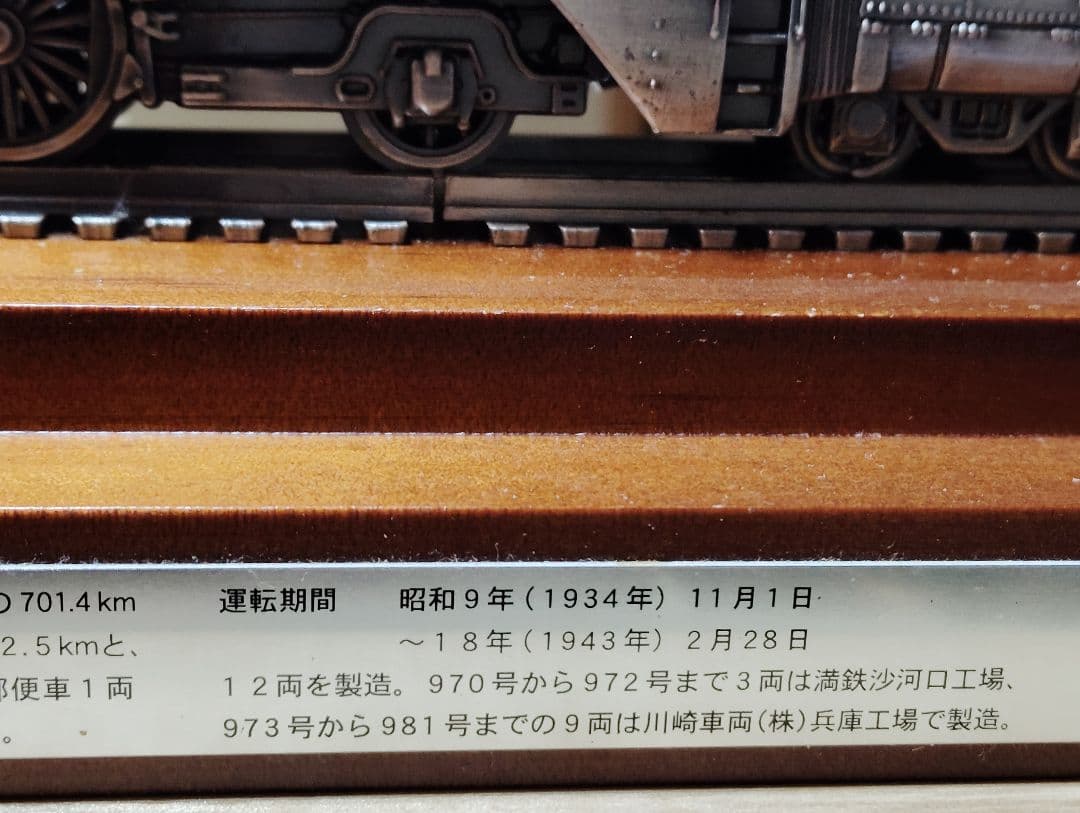 の701.4km 運転期間 昭和9年(1934年) 11月1日
2.5kmと、 ～18年(1943年) 2月28日
郵便車1両 12両を製造。970号から972号まで3両は満鉄沙河口工場、
。 973号から981号までの9両は川崎車両(株)兵庫工場で製造。